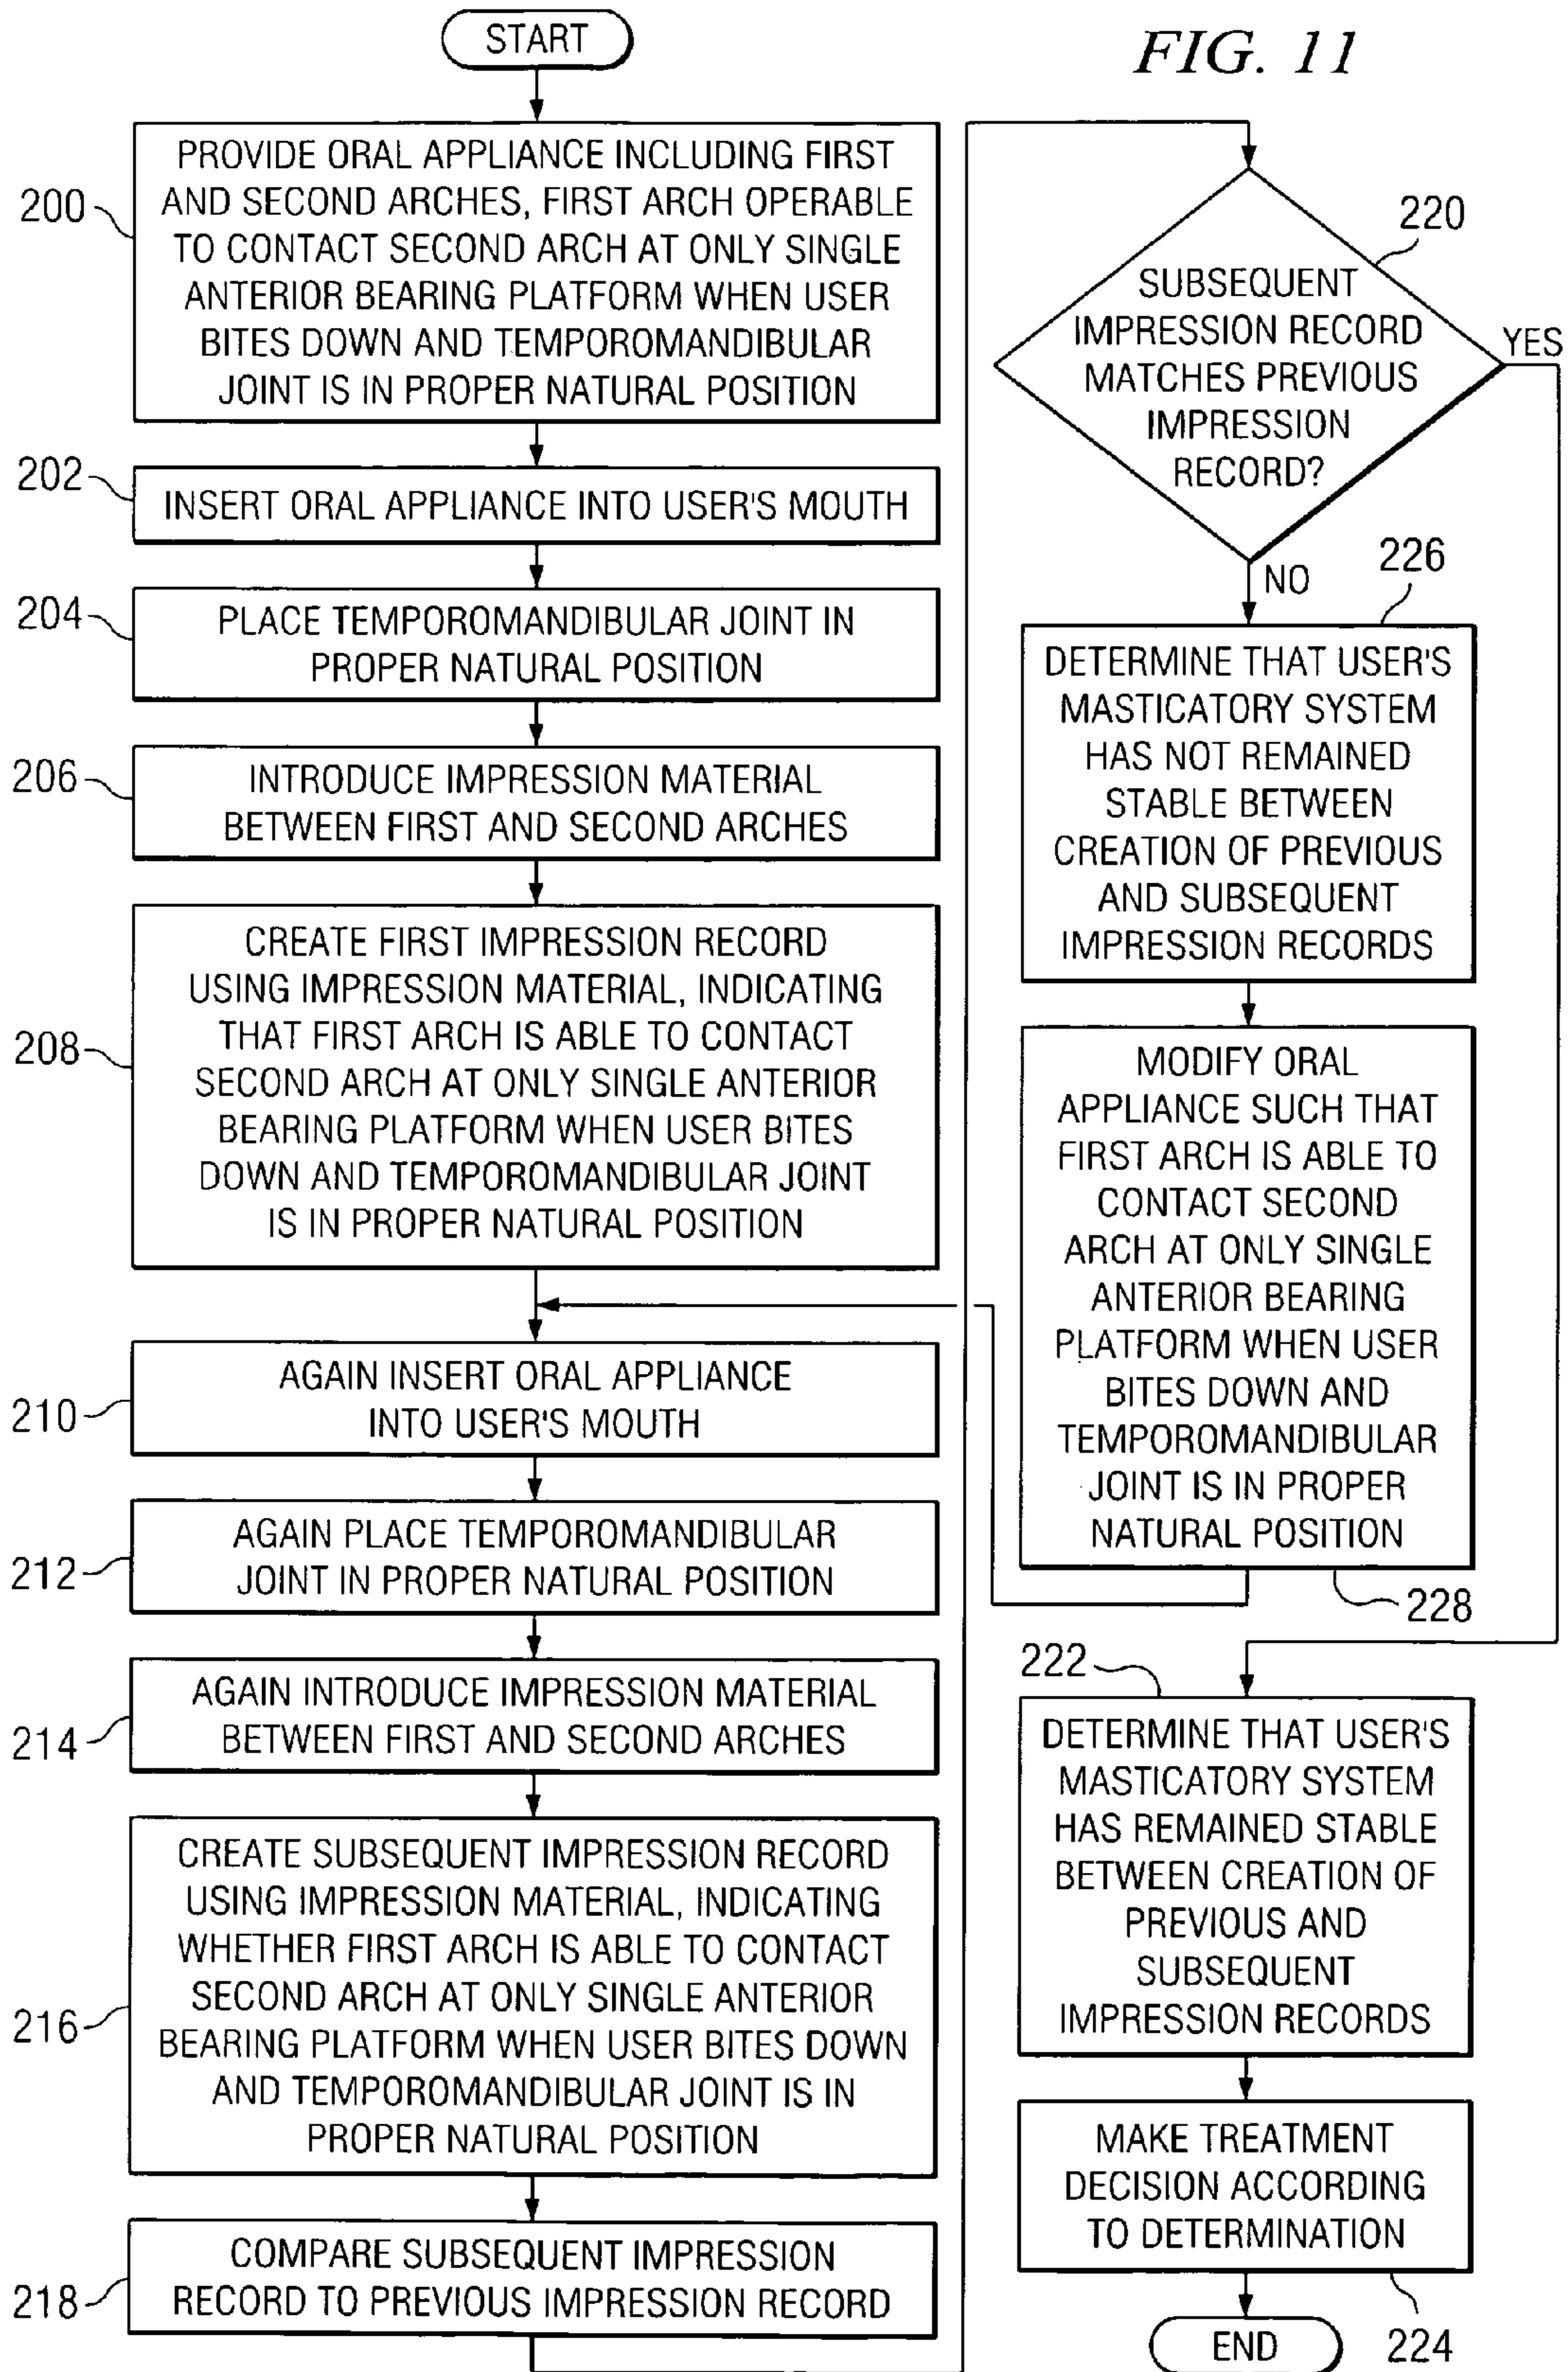 START
FIG. 11
200
PROVIDE ORAL APPLIANCE INCLUDING FIRST
AND SECOND ARCHES, FIRST ARCH OPERABLE
TO CONTACT SECOND ARCH AT ONLY SINGLE
ANTERIOR BEARING PLATFORM WHEN USER
BITES DOWN AND TEMPOROMANDIBULAR
JOINT IS IN PROPER NATURAL POSITION
202
INSERT ORAL APPLIANCE INTO USER'S MOUTH
204
PLACE TEMPOROMANDIBULAR JOINT IN
PROPER NATURAL POSITION
206
INTRODUCE IMPRESSION MATERIAL
BETWEEN FIRST AND SECOND ARCHES
208
CREATE FIRST IMPRESSION RECORD
USING IMPRESSION MATERIAL, INDICATING
THAT FIRST ARCH IS ABLE TO CONTACT
SECOND ARCH AT ONLY SINGLE ANTERIOR
BEARING PLATFORM WHEN USER BITES
DOWN AND TEMPOROMANDIBULAR JOINT
IS IN PROPER NATURAL POSITION
210
AGAIN INSERT ORAL APPLIANCE
INTO USER'S MOUTH
212
AGAIN PLACE TEMPOROMANDIBULAR
JOINT IN PROPER NATURAL POSITION
214
AGAIN INTRODUCE IMPRESSION MATERIAL
BETWEEN FIRST AND SECOND ARCHES
216
CREATE SUBSEQUENT IMPRESSION RECORD
USING IMPRESSION MATERIAL, INDICATING
WHETHER FIRST ARCH IS ABLE TO CONTACT
SECOND ARCH AT ONLY SINGLE ANTERIOR
BEARING PLATFORM WHEN USER BITES DOWN
AND TEMPOROMANDIBULAR JOINT IS IN
PROPER NATURAL POSITION
218
COMPARE SUBSEQUENT IMPRESSION
RECORD TO PREVIOUS IMPRESSION RECORD
220
SUBSEQUENT
IMPRESSION RECORD
MATCHES PREVIOUS
IMPRESSION
RECORD?
YES
NO
226
DETERMINE THAT USER'S
MASTICATORY SYSTEM
HAS NOT REMAINED
STABLE BETWEEN
CREATION OF PREVIOUS
AND SUBSEQUENT
IMPRESSION RECORDS
MODIFY ORAL
APPLIANCE SUCH THAT
FIRST ARCH IS ABLE TO
CONTACT SECOND
ARCH AT ONLY SINGLE
ANTERIOR BEARING
PLATFORM WHEN USER
BITES DOWN AND
TEMPOROMANDIBULAR
JOINT IS IN PROPER
NATURAL POSITION
228
222
DETERMINE THAT USER'S
MASTICATORY SYSTEM
HAS REMAINED STABLE
BETWEEN CREATION OF
PREVIOUS AND
SUBSEQUENT
IMPRESSION RECORDS
MAKE TREATMENT
DECISION ACCORDING
TO DETERMINATION
224
END